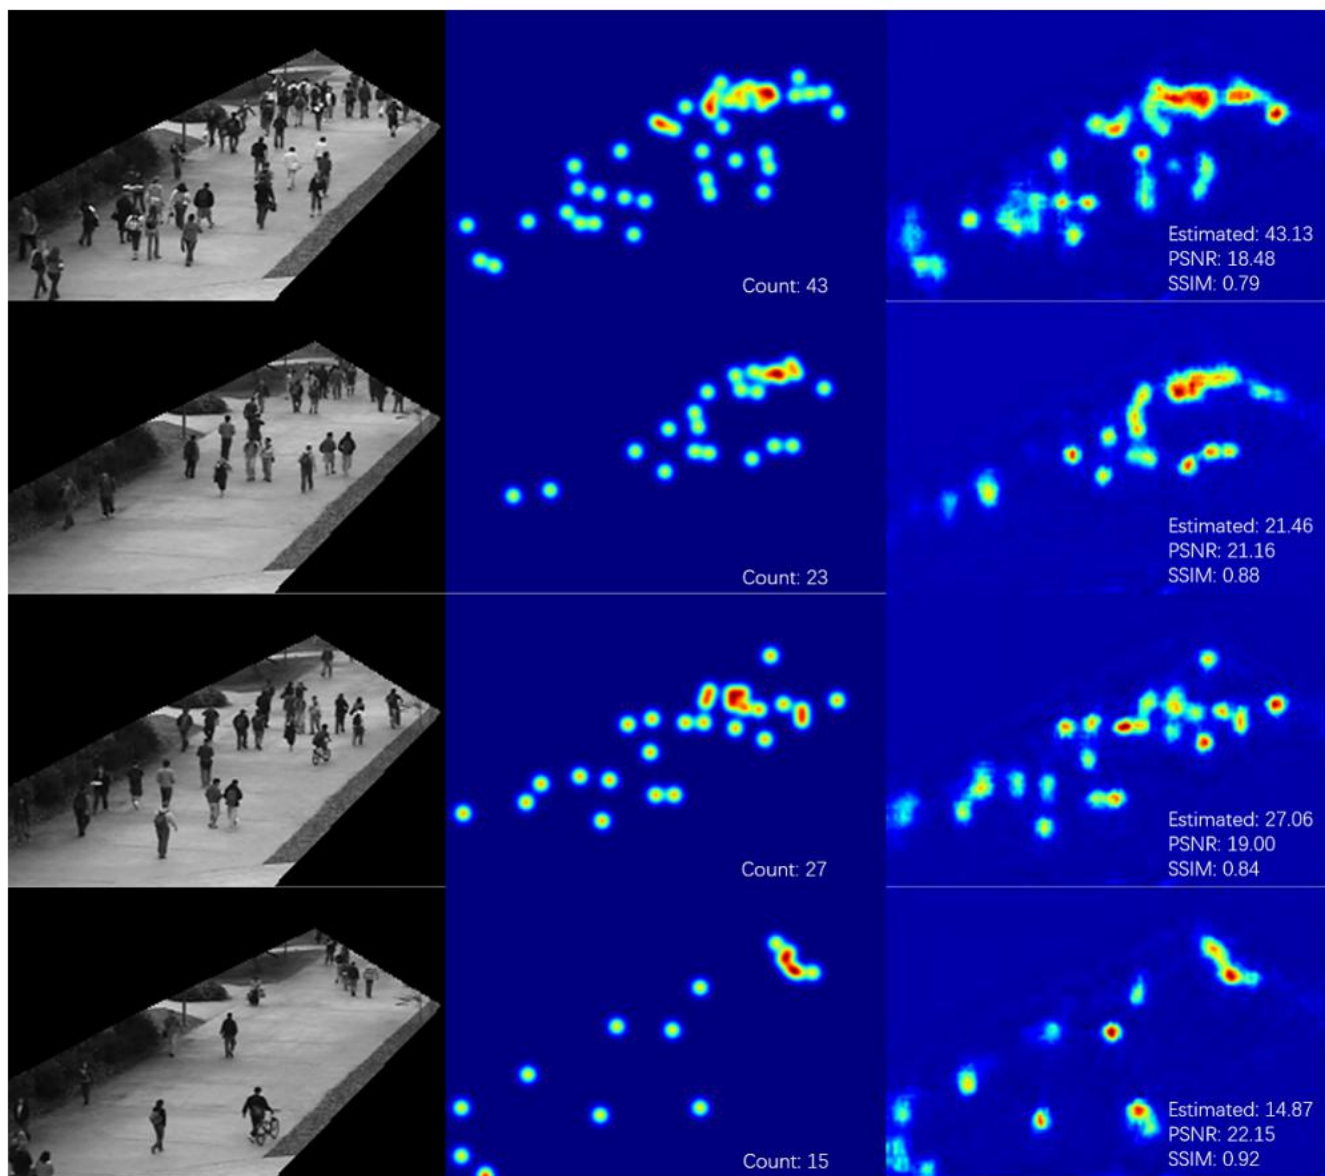 Count: 43
Estimated: 43.13
PSNR: 18.48
SSIM: 0.79
Count: 23
Estimated: 21.46
PSNR: 21.16
SSIM: 0.88
Count: 27
Estimated: 27.06
PSNR: 19.00
SSIM: 0.84
Count: 15
Estimated: 14.87
PSNR: 22.15
SSIM: 0.92